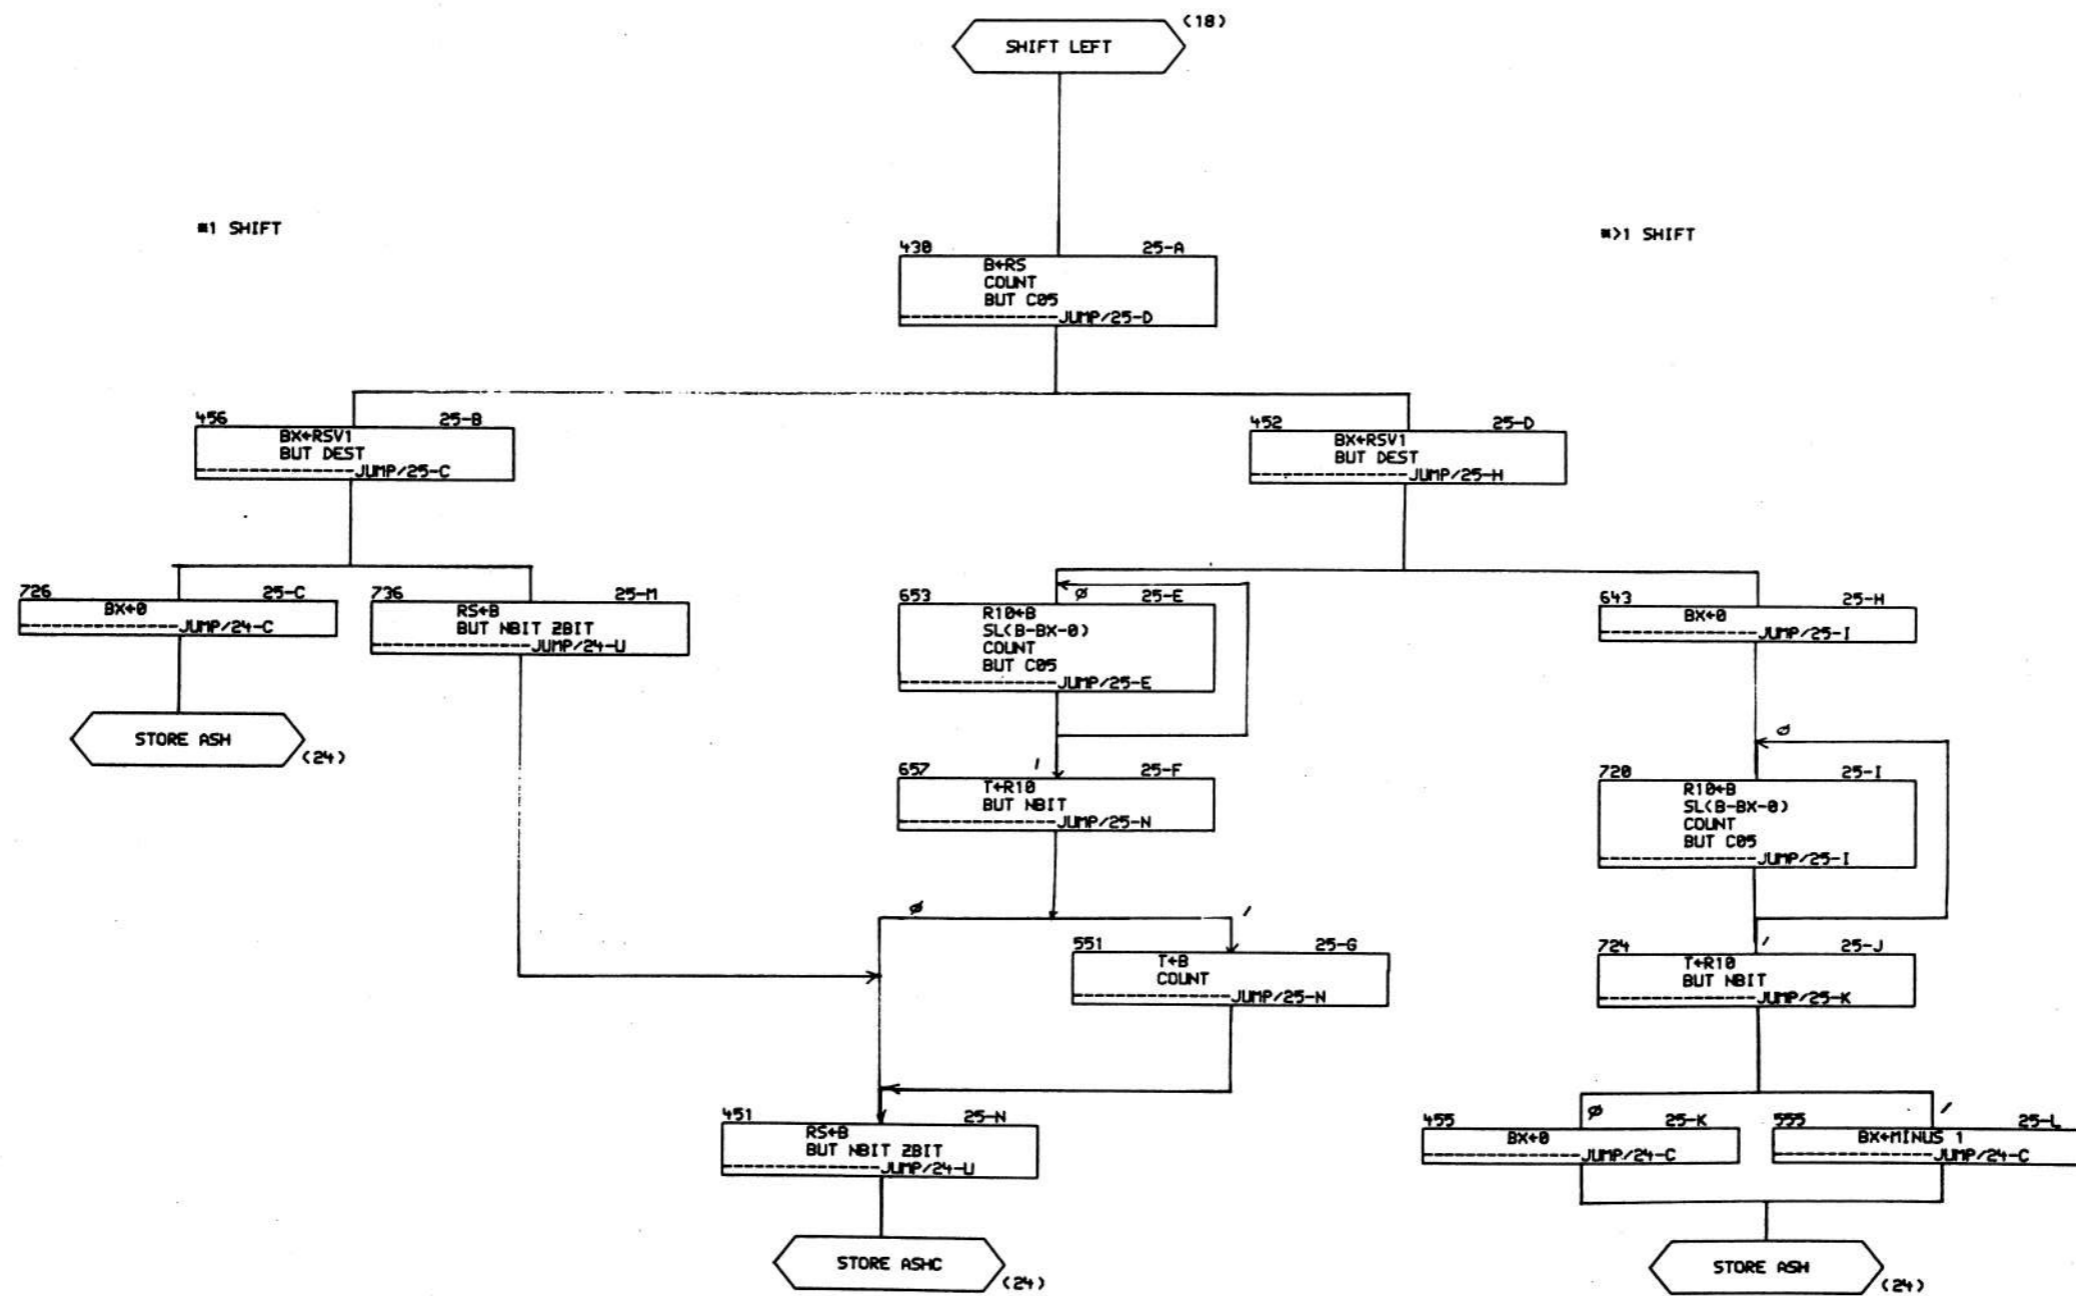 (18)
SHIFT LEFT
#1 SHIFT
#>1 SHIFT
430 25-A
B←RS
COUNT
BUT C05
----------------JUMP/25-D
456 25-B
BX←RSV1
BUT DEST
----------------JUMP/25-C
452 25-D
BX←RSV1
BUT DEST
----------------JUMP/25-H
726 25-C
BX←0
----------------JUMP/24-C
736 25-M
RS←B
BUT NBIT ZBIT
----------------JUMP/24-U
Ø
653 25-E
R10←B
SL(B-BX-0)
COUNT
BUT C05
----------------JUMP/25-E
643 25-H
BX←0
----------------JUMP/25-I
STORE ASH
(24)
1
657 25-F
T←R10
BUT NBIT
----------------JUMP/25-N
Ø
720 25-I
R10←B
SL(B-BX-0)
COUNT
BUT C05
----------------JUMP/25-I
Ø
1
551 25-G
T←B
COUNT
----------------JUMP/25-N
1
724 25-J
T←R10
BUT NBIT
----------------JUMP/25-K
451 25-N
RS←B
BUT NBIT ZBIT
----------------JUMP/24-U
Ø
455 25-K
BX←0
----------------JUMP/24-C
1
555 25-L
BX←MINUS 1
----------------JUMP/24-C
STORE ASHC
(24)
STORE ASH
(24)